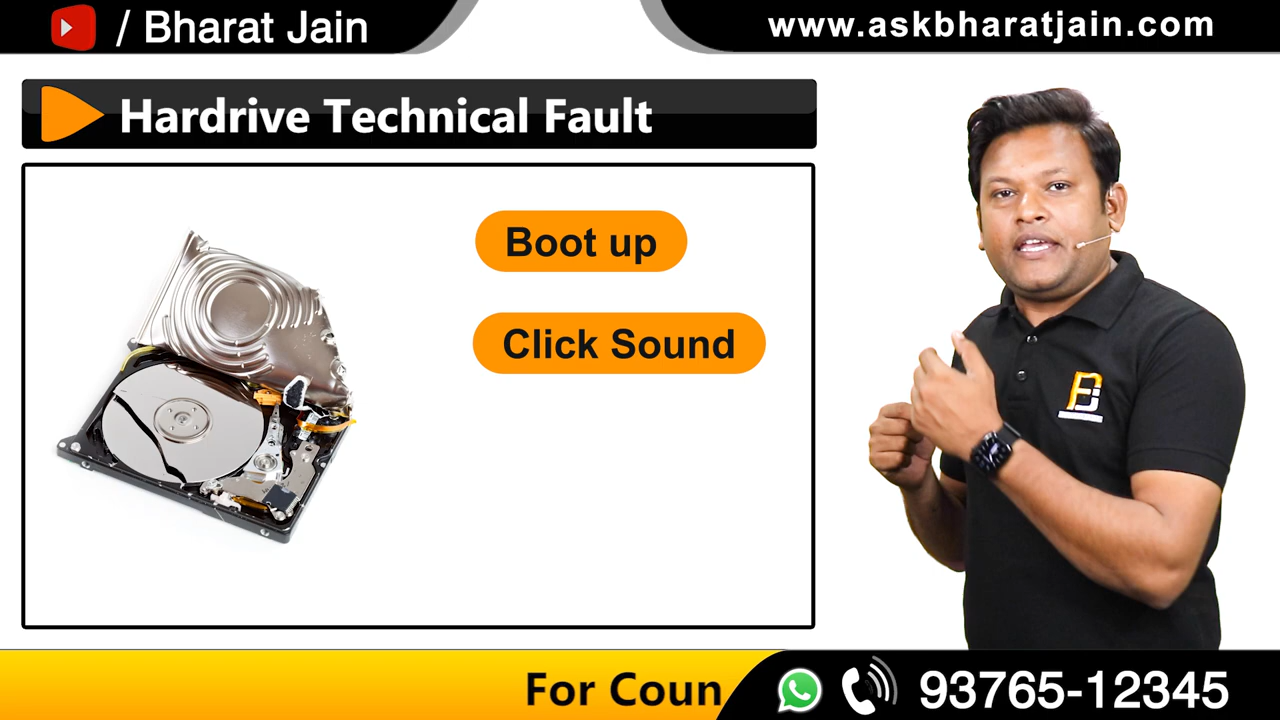 / Bharat Jain
www.askbharatjain.com
Hardrive Technical Fault
Boot up
Click Sound
For Coun
93765-12345